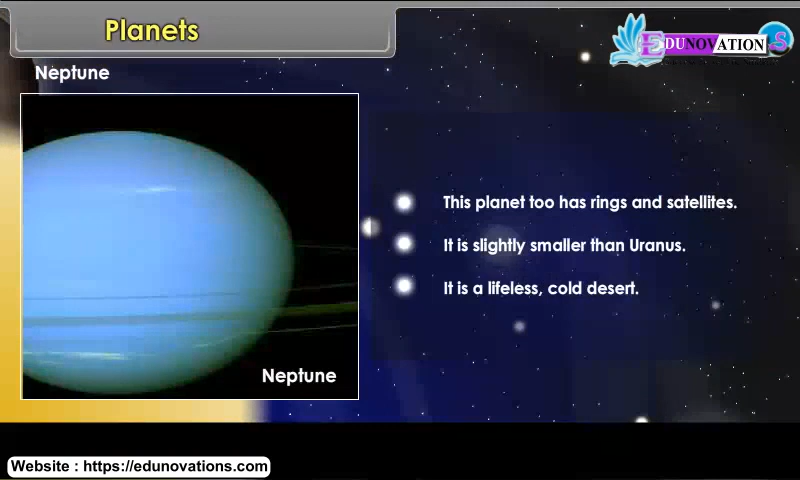 Planets
EDUNOVATION.S
Neptune
This planet too has rings and satellites.
It is slightly smaller than Uranus.
It is a lifeless, cold desert.
Neptune
Website : https://edunovations.com